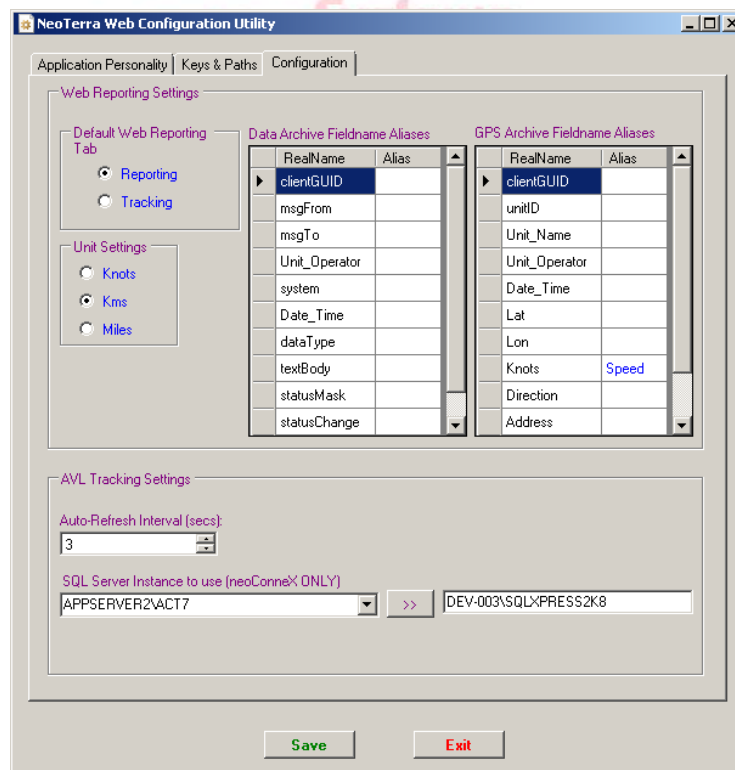 NeoTerra Web Configuration Utility
Application Personality Keys & Paths Configuration
Web Reporting Settings
Default Web Reporting Tab
Reporting
Tracking
Unit Settings
Knots
Kms
Miles
Data Archive Fieldname Aliases
RealName Alias
clientGUID
msgFrom
msgTo
Unit_Operator
system
Date_Time
dataType
textBody
statusMask
statusChange
GPS Archive Fieldname Aliases
RealName Alias
clientGUID
unitID
Unit_Name
Unit_Operator
Date_Time
Lat
Lon
Knots Speed
Direction
Address
AVL Tracking Settings
Auto-Refresh Interval (secs):
3
SQL Server Instance to use (neoConneX ONLY)
APPSERVER2\ACT7 >> DEV-003\SQLXPRESS2K8
Save Exit